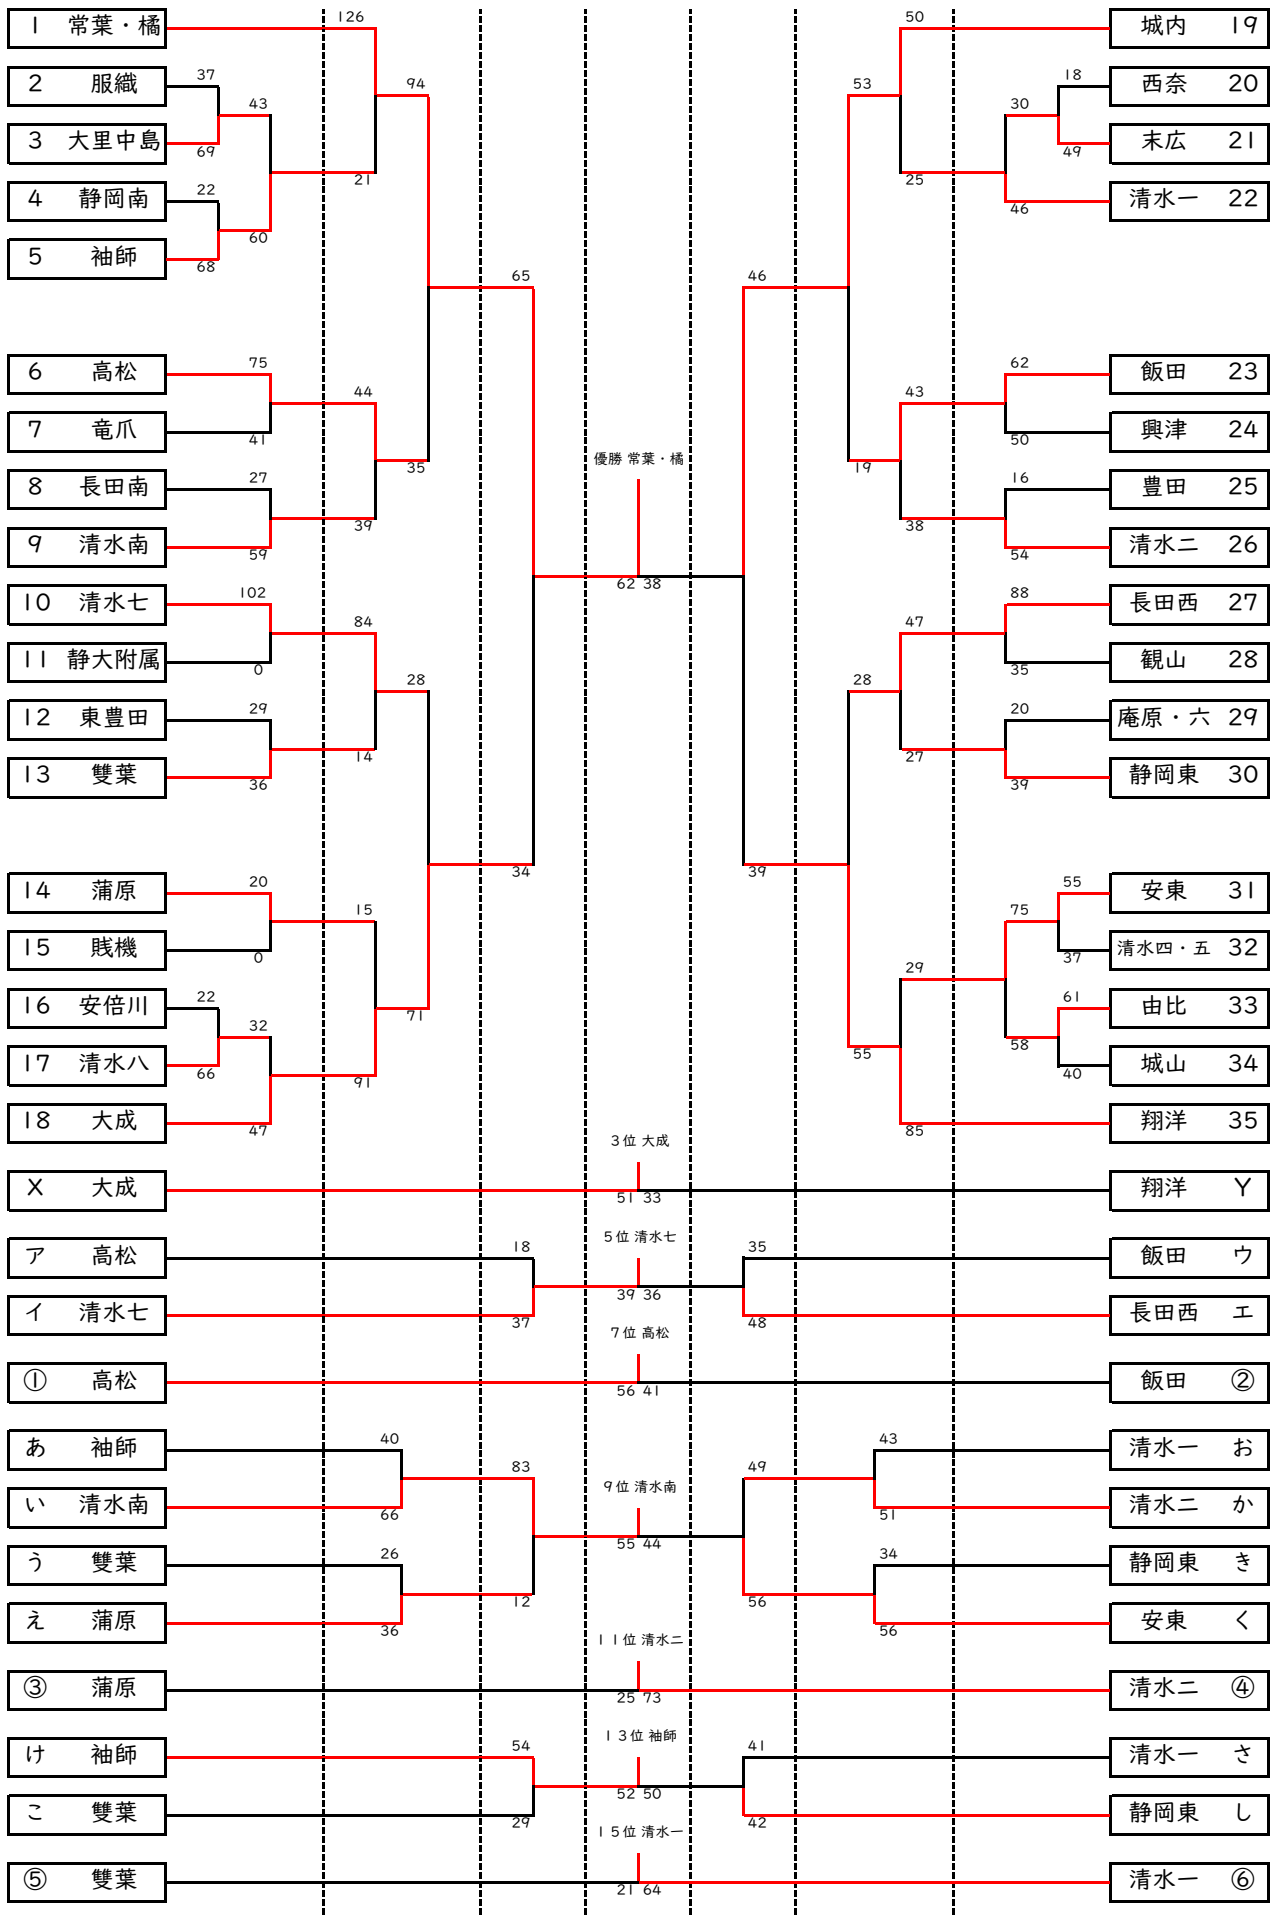 1 常葉・橘 126 50 城内 19
2 服織 37 94 53 18 西奈 20
43 30
3 大里中島 69 49 末広 21
21 25
4 静岡南 22 46 清水一 22
60
5 袖師 68
65 46
6 高松 75 62 飯田 23
44 43
7 竜爪 41 50 興津 24
35 優勝 常葉・橘 19
8 長田南 27 16 豊田 25
39 38
9 清水南 59 54 清水二 26
62 38
10 清水七 102 88 長田西 27
84 47
11 静大附属 0 35 観山 28
28 28
12 東豊田 29 20 庵原・六 29
14 27
13 雙葉 36 39 静岡東 30
34 39
14 蒲原 20 55 安東 31
15 75
15 賎機 0 37 清水四・五 32
29
16 安倍川 22 61 由比 33
71
32 58
17 清水八 66 40 城山 34
91 55
18 大成 47 85 翔洋 35
3位 大成
X 大成 51 33 翔洋 Y
5位 清水七
ア 高松 18 35 飯田 ウ
39 36
イ 清水七 37 48 長田西 エ
7位 高松
① 高松 56 41 飯田 ②
あ 袖師 40 43 清水一 お
83 49
9位 清水南
い 清水南 66 51 清水二 か
55 44
う 雙葉 26 34 静岡東 き
12 56
え 蒲原 36 56 安東 く
11位 清水二
③ 蒲原 25 73 清水二 ④
13位 袖師
け 袖師 54 41 清水一 さ
52 50
こ 雙葉 29 42 静岡東 し
15位 清水一
⑤ 雙葉 21 64 清水一 ⑥